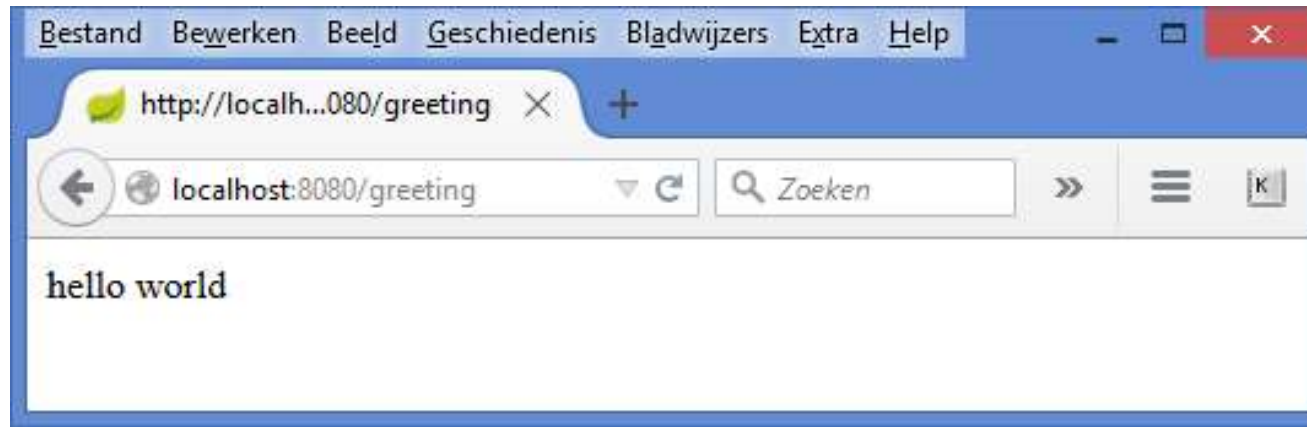 Bestand Bewerken Beeld Geschiedenis Bladwijzers Extra Help
http://localh...080/greeting
localhost:8080/greeting Zoeken K
hello world